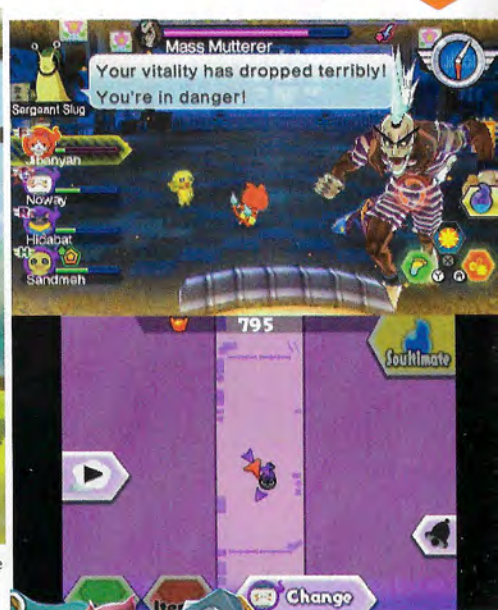 Mass Mutterer
Your vitality has dropped terribly!
You're in danger!
Sergeant Slug
Jibanyan
Noway
Hidabat
Sandmeh
Y
A
795
Soultimate
Change
e